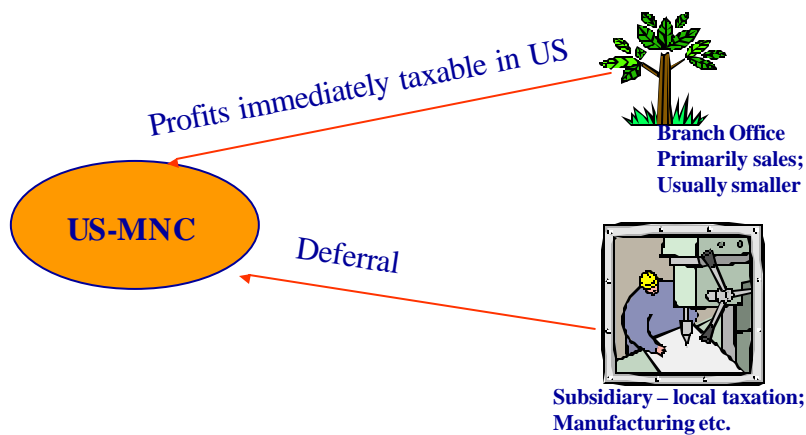 Profits immediately taxable in US
Branch Office
Primarily sales;
Usually smaller
US-MNC
Deferral
Subsidiary – local taxation;
Manufacturing etc.